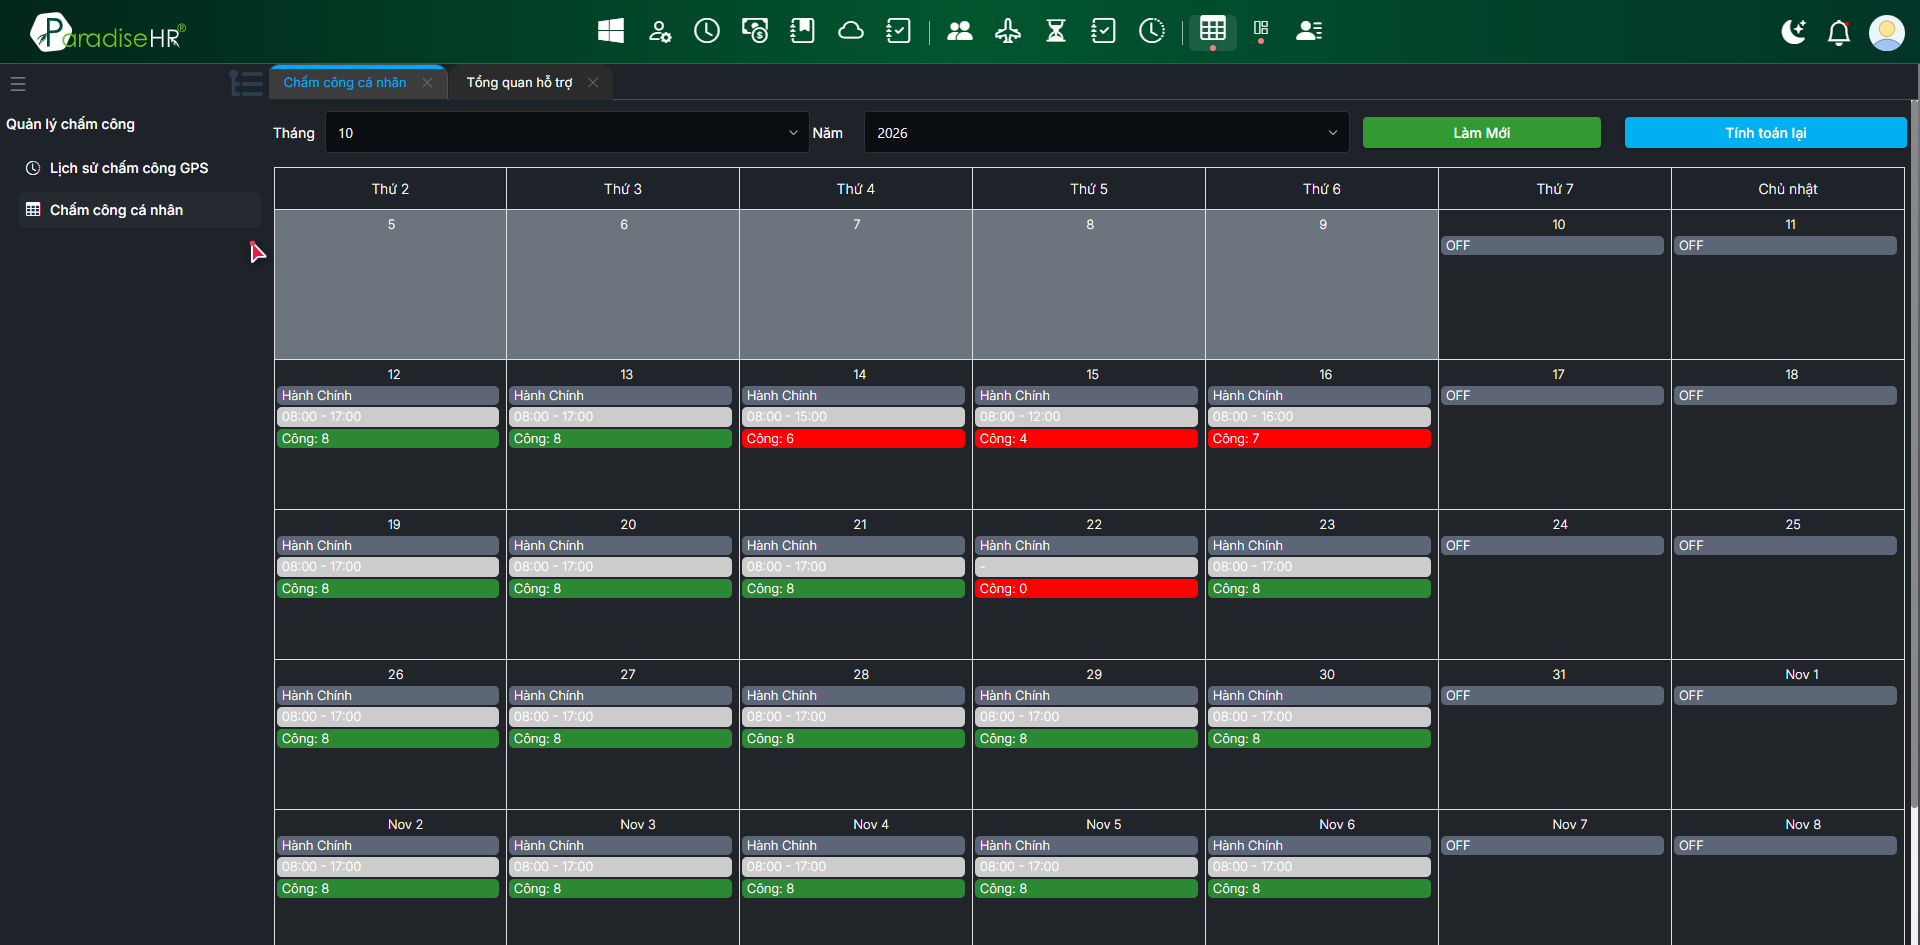 ParadiseHR®
Chấm công cá nhân
Tổng quan hỗ trợ
Quản lý chấm công
Lịch sử chấm công GPS
Chấm công cá nhân
Tháng 10 Năm 2026 Làm Mới Tính toán lại
Thứ 2 Thứ 3 Thứ 4 Thứ 5 Thứ 6 Thứ 7 Chủ nhật
5 6 7 8 9 10 11
OFF OFF
12 13 14 15 16 17 18
Hành Chính Hành Chính Hành Chính Hành Chính Hành Chính OFF OFF
08:00 - 17:00 08:00 - 17:00 08:00 - 15:00 08:00 - 12:00 08:00 - 16:00
Công: 8 Công: 8 Công: 6 Công: 4 Công: 7
19 20 21 22 23 24 25
Hành Chính Hành Chính Hành Chính Hành Chính Hành Chính OFF OFF
08:00 - 17:00 08:00 - 17:00 08:00 - 17:00 - 08:00 - 17:00
Công: 8 Công: 8 Công: 8 Công: 0 Công: 8
26 27 28 29 30 31 Nov 1
Hành Chính Hành Chính Hành Chính Hành Chính Hành Chính OFF OFF
08:00 - 17:00 08:00 - 17:00 08:00 - 17:00 08:00 - 17:00 08:00 - 17:00
Công: 8 Công: 8 Công: 8 Công: 8 Công: 8
Nov 2 Nov 3 Nov 4 Nov 5 Nov 6 Nov 7 Nov 8
Hành Chính Hành Chính Hành Chính Hành Chính Hành Chính OFF OFF
08:00 - 17:00 08:00 - 17:00 08:00 - 17:00 08:00 - 17:00 08:00 - 17:00
Công: 8 Công: 8 Công: 8 Công: 8 Công: 8